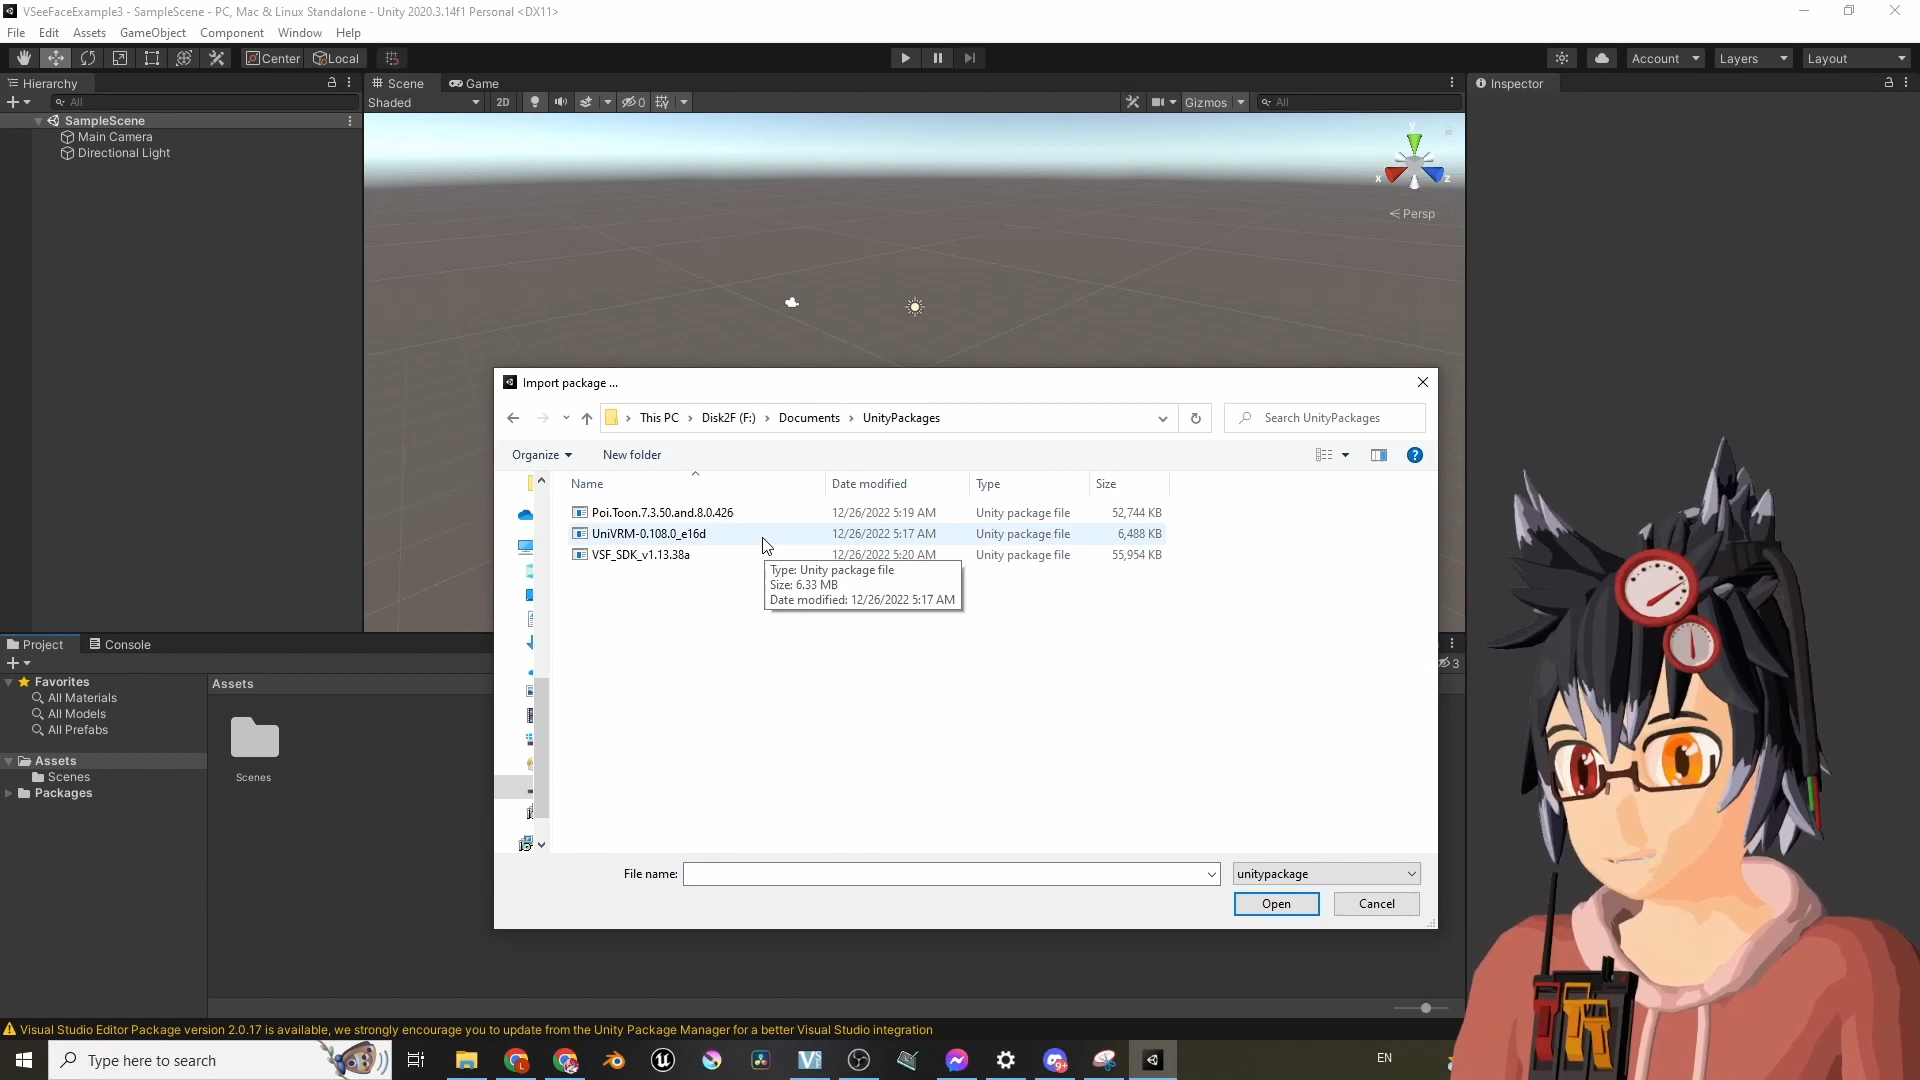 VSeeFaceExample3 - SampleScene - PC, Mac & Linux Standalone - Unity 2020.3.14f1 Personal <DX11>
File Edit Assets GameObject Component Window Help
Center Local Account Layers Layout
Hierarchy Scene Game Inspector
All Shaded 2D 0 Gizmos All
SampleScene
Main Camera
Directional Light
y
x z
Persp
Import package ...
This PC Disk2F (F:) Documents UnityPackages Search UnityPackages
Organize New folder
Name Date modified Type Size
Poi.Toon.7.3.50.and.8.0.426 12/26/2022 5:19 AM Unity package file 52,744 KB
UniVRM-0.108.0_e16d 12/26/2022 5:17 AM Unity package file 6,488 KB
VSF_SDK_v1.13.38a 12/26/2022 5:20 AM Unity package file 55,954 KB
Type: Unity package file
Size: 6.33 MB
Date modified: 12/26/2022 5:17 AM
File name: unitypackage
Open Cancel
Project Console
3
Favorites
All Materials
All Models
All Prefabs
Assets
Scenes
Packages
Assets
Scenes
Visual Studio Editor Package version 2.0.17 is available, we strongly encourage you to update from the Unity Package Manager for a better Visual Studio integration
Type here to search
9+
EN